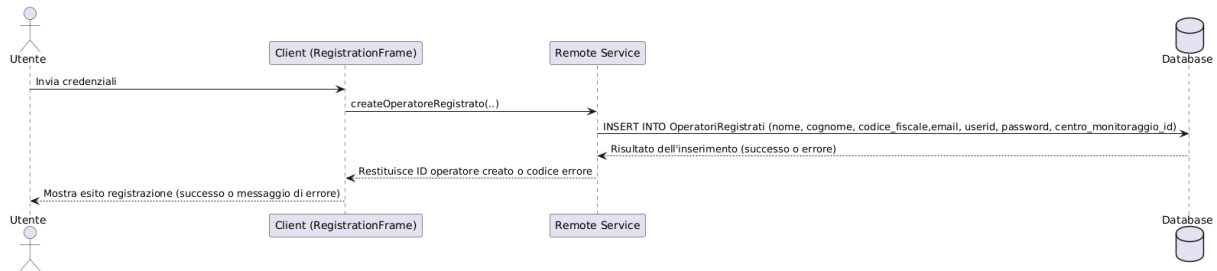 Utente
Client (RegistrationFrame)
Remote Service
Database
Invia credenziali
createOperatoreRegistrato(..)
INSERT INTO OperatoriRegistrati (nome, cognome, codice_fiscale,email, userid, password, centro_monitoraggio_id)
Risultato dell'inserimento (successo o errore)
Restituisce ID operatore creato o codice errore
Mostra esito registrazione (successo o messaggio di errore)
Utente
Client (RegistrationFrame)
Remote Service
Database